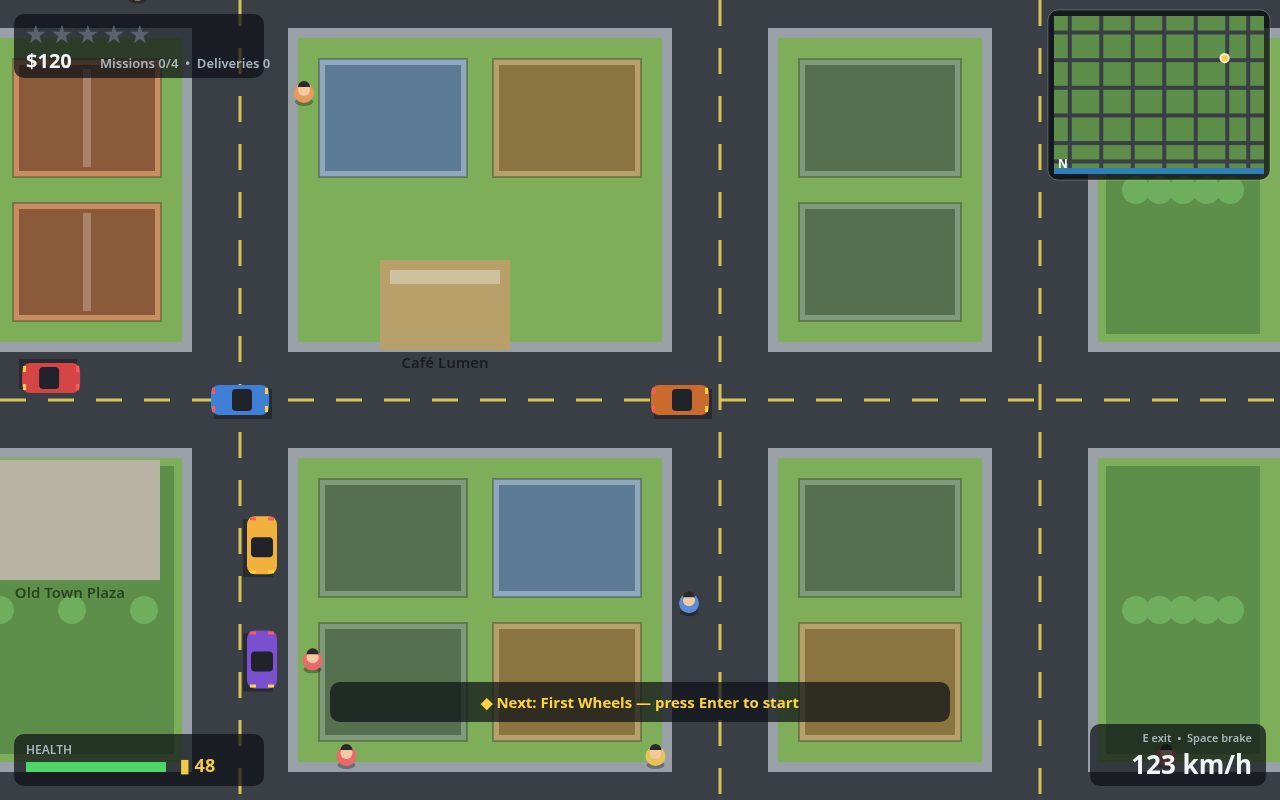 ★★★★★
$120 Missions 0/4 • Deliveries 0
N
Café Lumen
Old Town Plaza
◆ Next: First Wheels — press Enter to start
HEALTH
48
E exit • Space brake
123 km/h